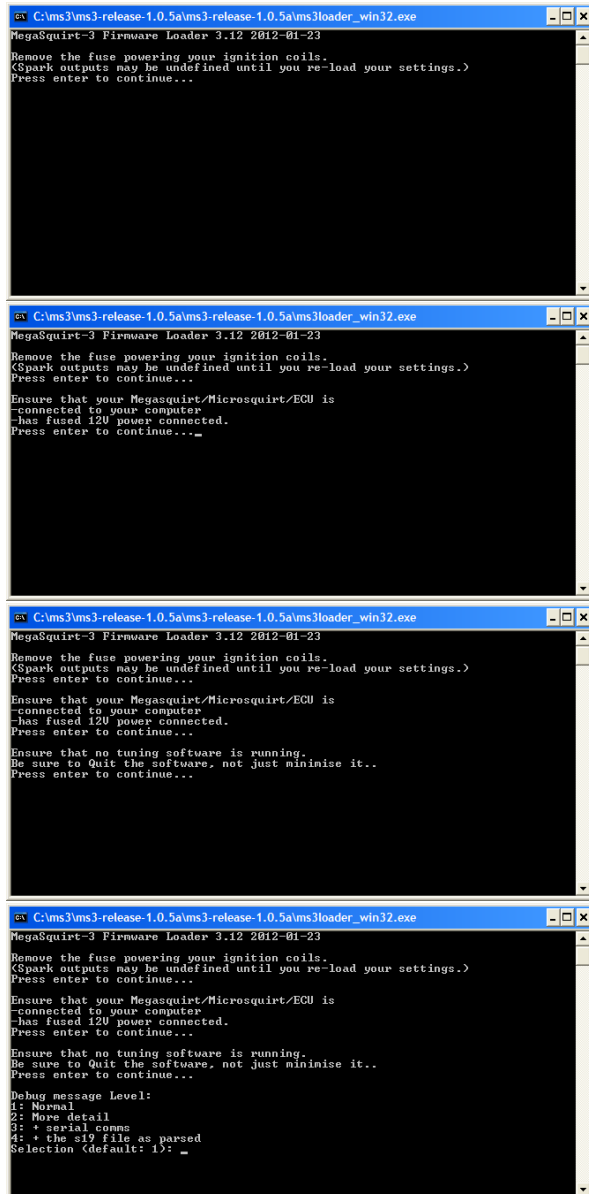 C:\ms3\ms3-release-1.0.5a\ms3-release-1.0.5a\ms3loader_win32.exe
MegaSquirt-3 Firmware Loader 3.12 2012-01-23
Remove the fuse powering your ignition coils.
(Spark outputs may be undefined until you re-load your settings.)
Press enter to continue...
C:\ms3\ms3-release-1.0.5a\ms3-release-1.0.5a\ms3loader_win32.exe
MegaSquirt-3 Firmware Loader 3.12 2012-01-23
Remove the fuse powering your ignition coils.
(Spark outputs may be undefined until you re-load your settings.)
Press enter to continue...
Ensure that your Megasquirt/Microsquirt/ECU is
-connected to your computer
-has fused 12V power connected.
Press enter to continue..._
C:\ms3\ms3-release-1.0.5a\ms3-release-1.0.5a\ms3loader_win32.exe
MegaSquirt-3 Firmware Loader 3.12 2012-01-23
Remove the fuse powering your ignition coils.
(Spark outputs may be undefined until you re-load your settings.)
Press enter to continue...
Ensure that your Megasquirt/Microsquirt/ECU is
-connected to your computer
-has fused 12V power connected.
Press enter to continue...
Ensure that no tuning software is running.
Be sure to Quit the software, not just minimise it..
Press enter to continue...
C:\ms3\ms3-release-1.0.5a\ms3-release-1.0.5a\ms3loader_win32.exe
MegaSquirt-3 Firmware Loader 3.12 2012-01-23
Remove the fuse powering your ignition coils.
(Spark outputs may be undefined until you re-load your settings.)
Press enter to continue...
Ensure that your Megasquirt/Microsquirt/ECU is
-connected to your computer
-has fused 12V power connected.
Press enter to continue...
Ensure that no tuning software is running.
Be sure to Quit the software, not just minimise it..
Press enter to continue...
Debug message Level:
1: Normal
2: More detail
3: + serial comms
4: + the s19 file as parsed
Selection (default: 1): _